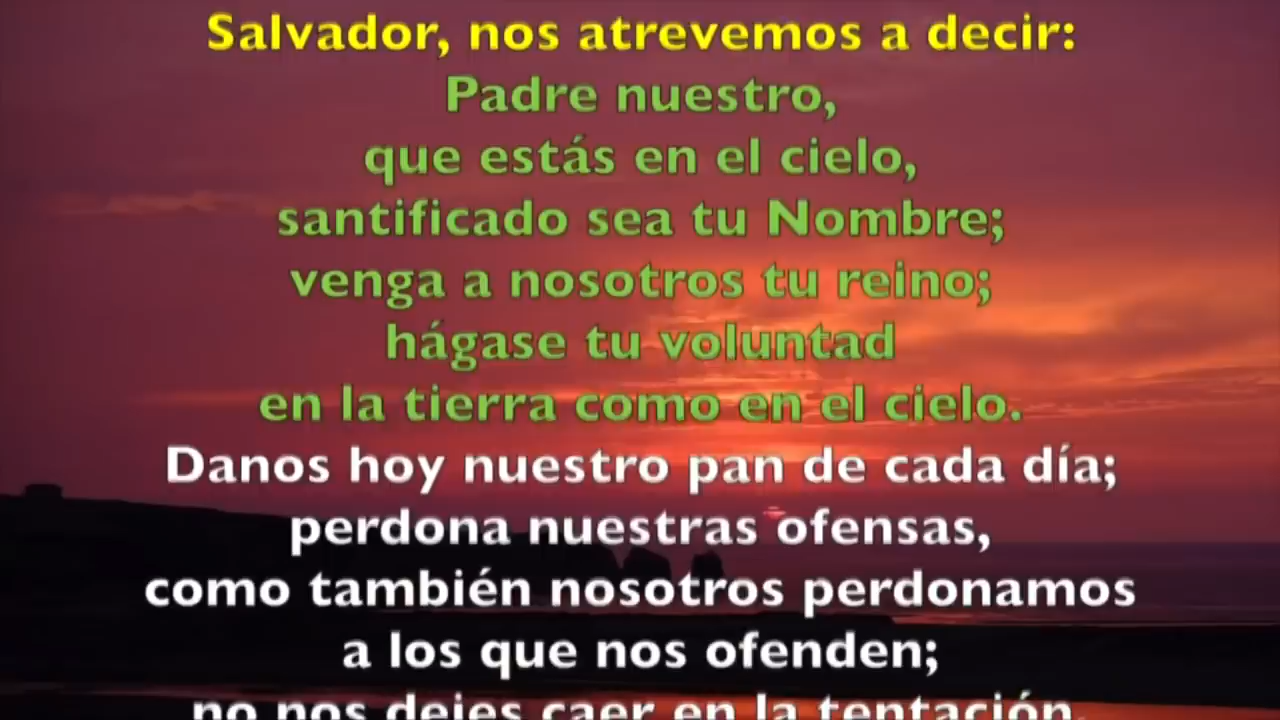 Salvador, nos atrevemos a decir:
Padre nuestro,
que estás en el cielo,
santificado sea tu Nombre;
venga a nosotros tu reino;
hágase tu voluntad
en la tierra como en el cielo.
Danos hoy nuestro pan de cada día;
perdona nuestras ofensas,
como también nosotros perdonamos
a los que nos ofenden;
no nos dejes caer en la tentación,